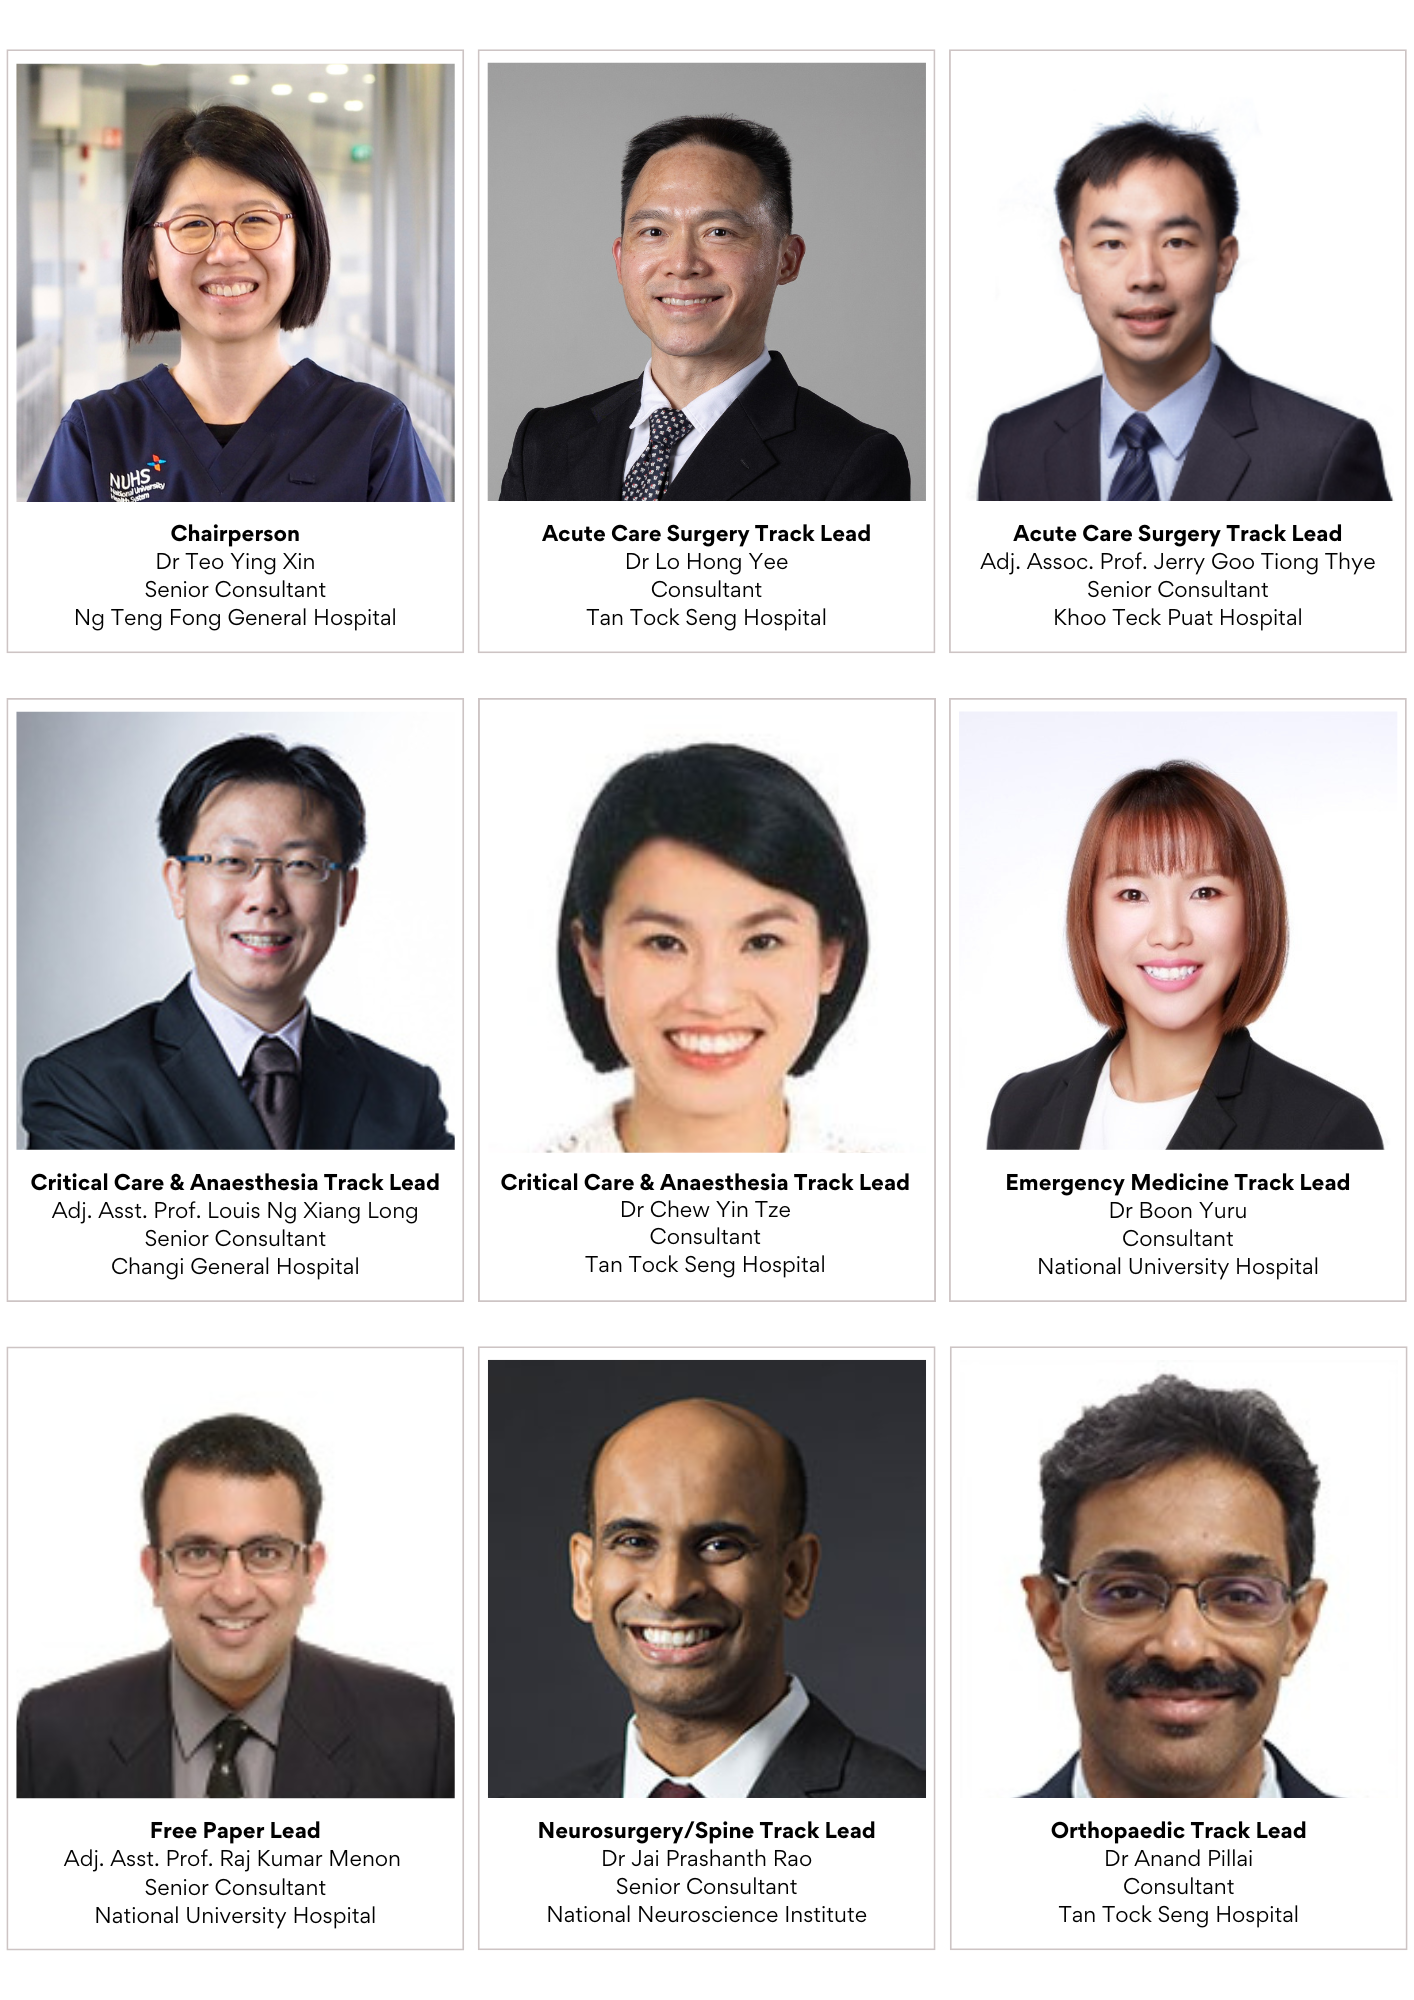 NUHS
National University
Health System
Chairperson
Dr Teo Ying Xin
Senior Consultant
Ng Teng Fong General Hospital
Acute Care Surgery Track Lead
Dr Lo Hong Yee
Consultant
Tan Tock Seng Hospital
Acute Care Surgery Track Lead
Adj. Assoc. Prof. Jerry Goo Tiong Thye
Senior Consultant
Khoo Teck Puat Hospital
Critical Care & Anaesthesia Track Lead
Adj. Asst. Prof. Louis Ng Xiang Long
Senior Consultant
Changi General Hospital
Critical Care & Anaesthesia Track Lead
Dr Chew Yin Tze
Consultant
Tan Tock Seng Hospital
Emergency Medicine Track Lead
Dr Boon Yuru
Consultant
National University Hospital
Free Paper Lead
Adj. Asst. Prof. Raj Kumar Menon
Senior Consultant
National University Hospital
Neurosurgery/Spine Track Lead
Dr Jai Prashanth Rao
Senior Consultant
National Neuroscience Institute
Orthopaedic Track Lead
Dr Anand Pillai
Consultant
Tan Tock Seng Hospital